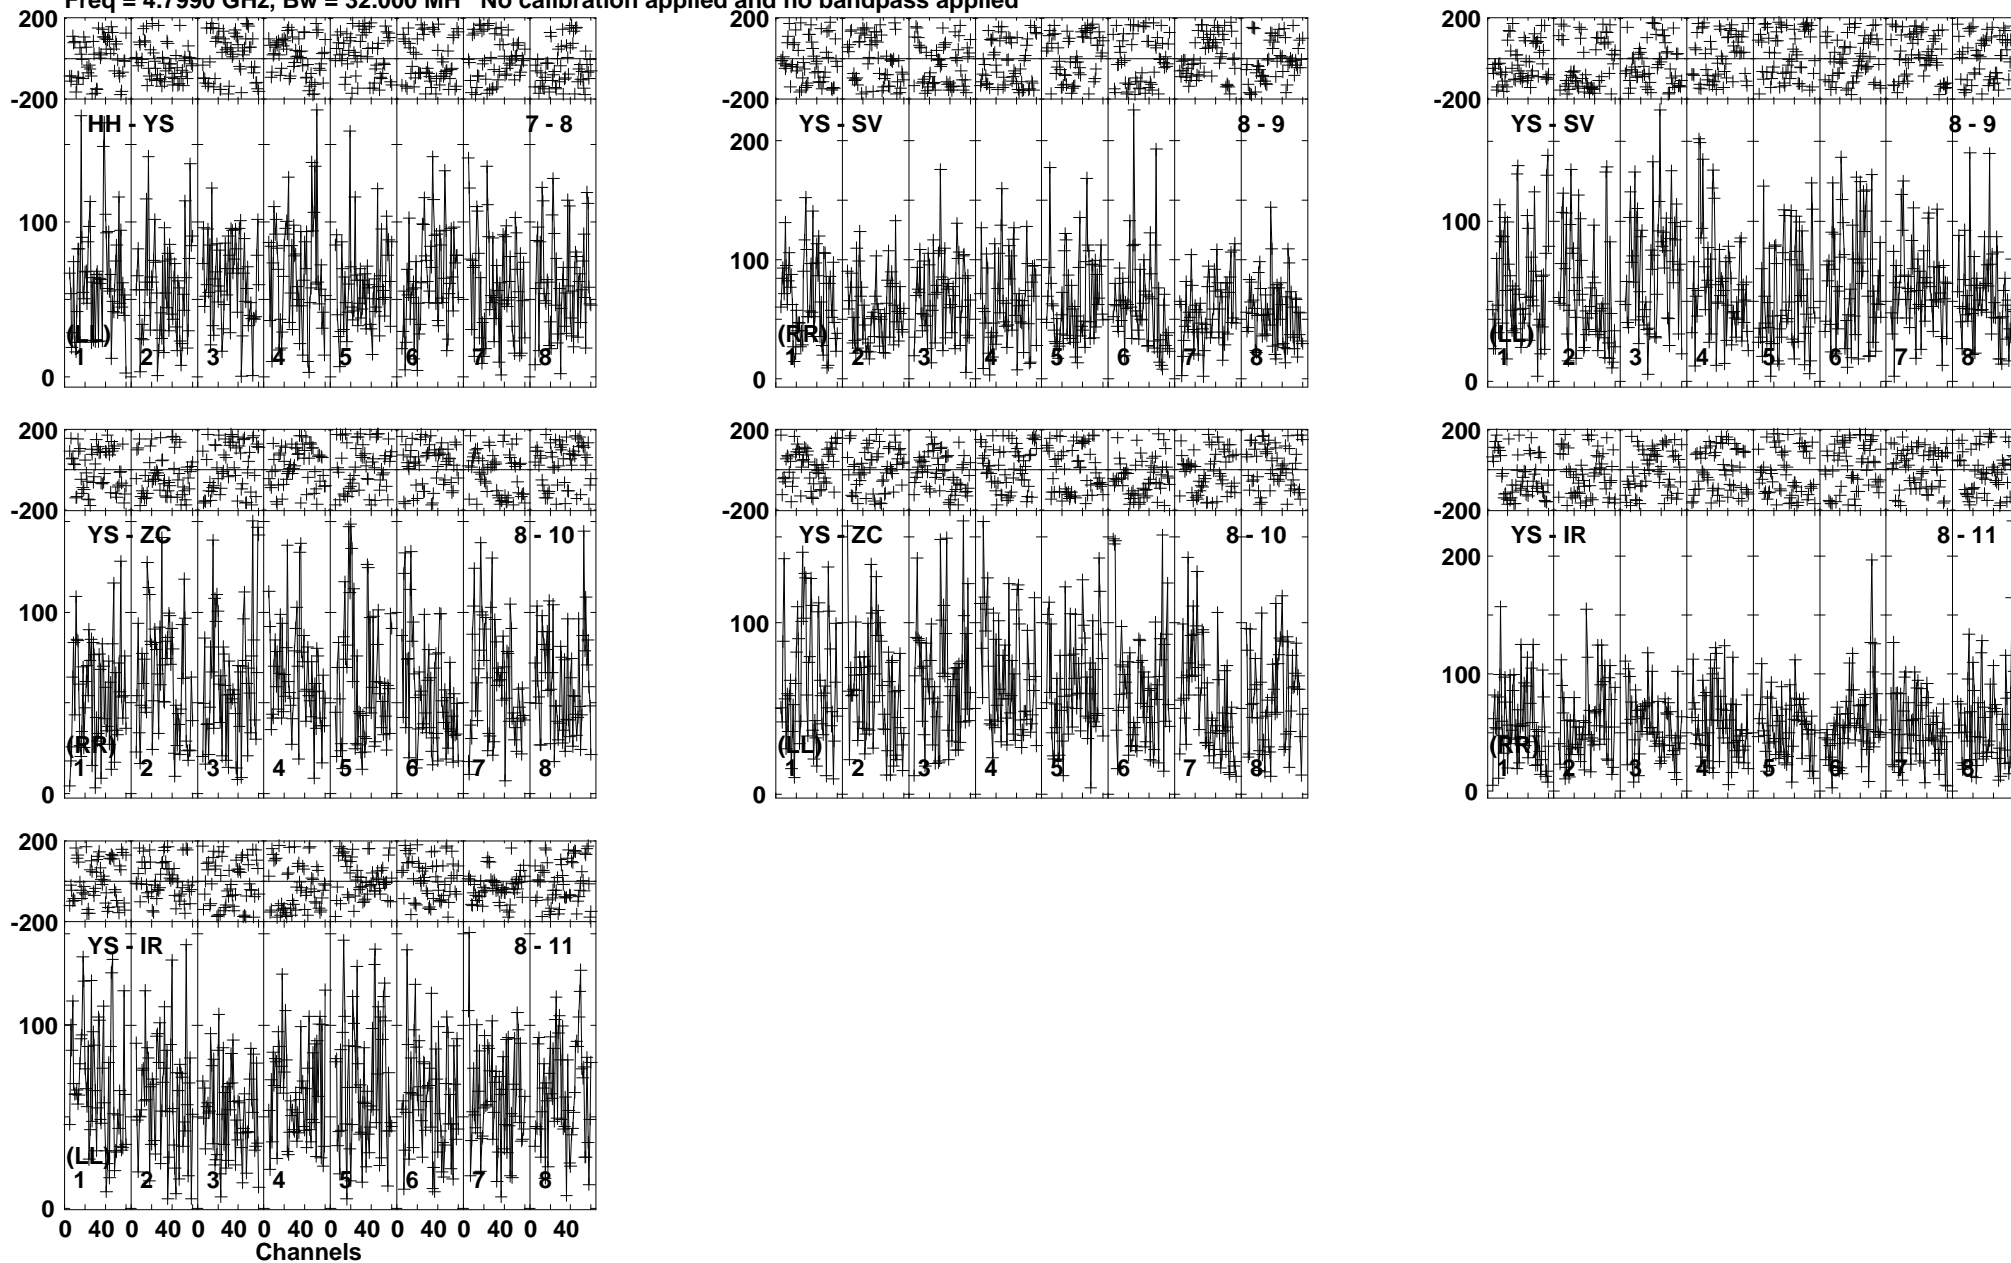 Freq = 4.7990 GHz, Bw = 32.000 MH No calibration applied and no bandpass applied
200
-200
HH - YS 7 - 8
100
(LL)
1 2 3 4 5 6 7 8
0
200
-200
YS - SV 8 - 9
200
100
(RR)
1 2 3 4 5 6 7 8
0
200
-200
YS - SV 8 - 9
100
(LL)
1 2 3 4 5 6 7 8
0
200
-200
YS - ZC 8 - 10
100
(RR)
1 2 3 4 5 6 7 8
0
200
-200
YS - ZC 8 - 10
100
(LL)
1 2 3 4 5 6 7 8
0
200
-200
YS - IR 8 - 11
200
100
(RR)
1 2 3 4 5 6 7 8
0
200
-200
YS - IR 8 - 11
100
(LL)
1 2 3 4 5 6 7 8
0
0 40 0 40 0 40 0 40 0 40 0 40 0 40 0 40
Channels